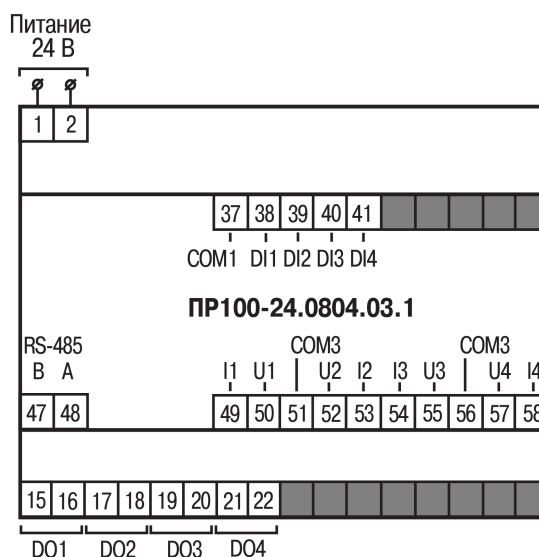 Питание
24 В
1 2
37 38 39 40 41
COM1 DI1 DI2 DI3 DI4
ПР100-24.0804.03.1
RS-485 COM3 COM3
B A I1 U1 U2 I2 I3 U3 U4 I4
47 48 49 50 51 52 53 54 55 56 57 58
15 16 17 18 19 20 21 22
DO1 DO2 DO3 DO4